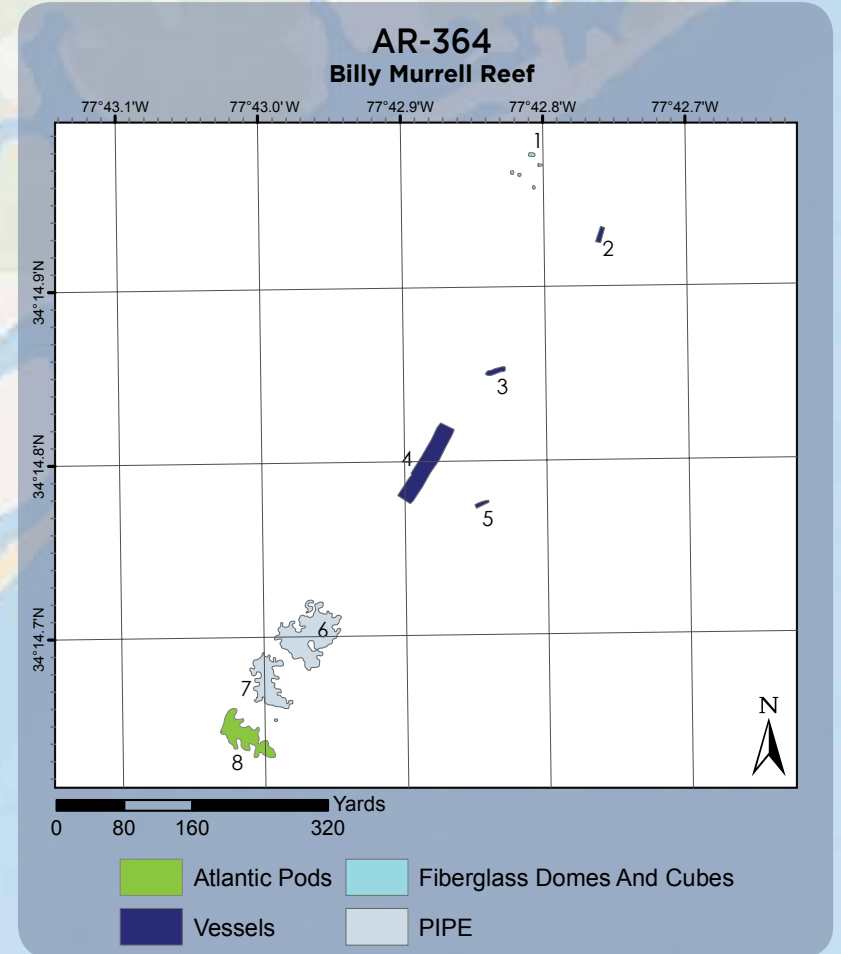 AR-364
Billy Murrell Reef
77°43.1'W 77°43.0'W 77°42.9'W 77°42.8'W 77°42.7'W
1
2
34°14.9'N
3
4
34°14.8'N
5
6
34°14.7'N
7
8
N
Yards
0 80 160 320
Atlantic Pods Fiberglass Domes And Cubes
Vessels PIPE